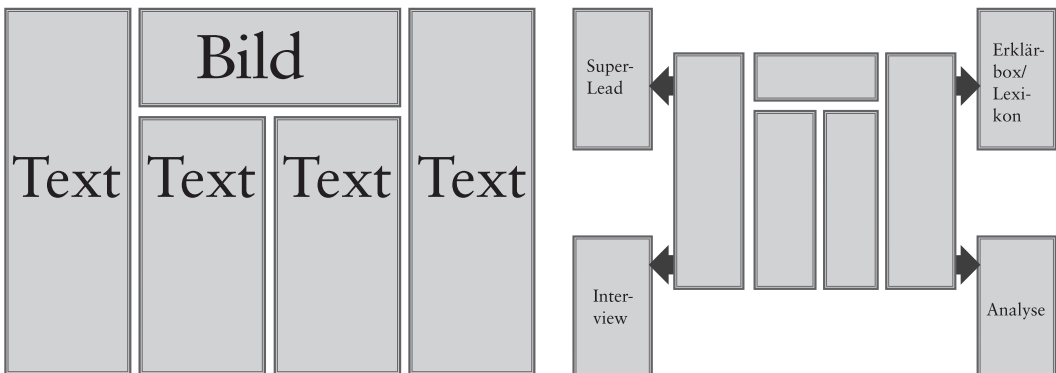 Bild
Text
Text
Text
Text
Super-
Lead
Erklär-
box/
Lexi-
kon
Inter-
view
Analyse